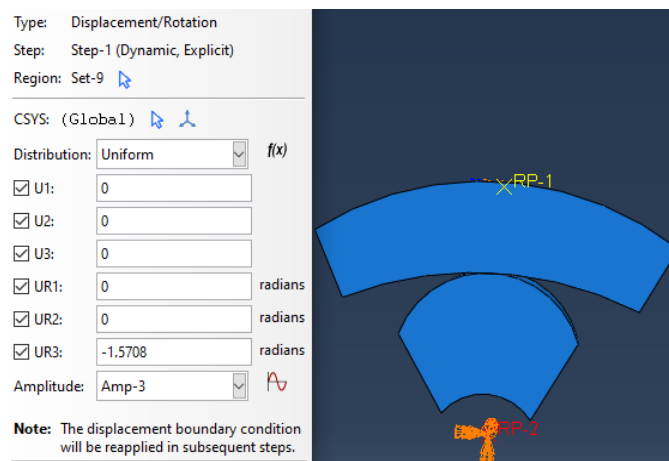 Type: Displacement/Rotation
Step: Step-1 (Dynamic, Explicit)
Region: Set-9
CSYS: (Global)
Distribution: Uniform f(x)
U1: 0
U2: 0
U3: 0
UR1: 0 radians
UR2: 0 radians
UR3: -1.5708 radians
Amplitude: Amp-3
Note: The displacement boundary condition
will be reapplied in subsequent steps.
RP-1
RP-2